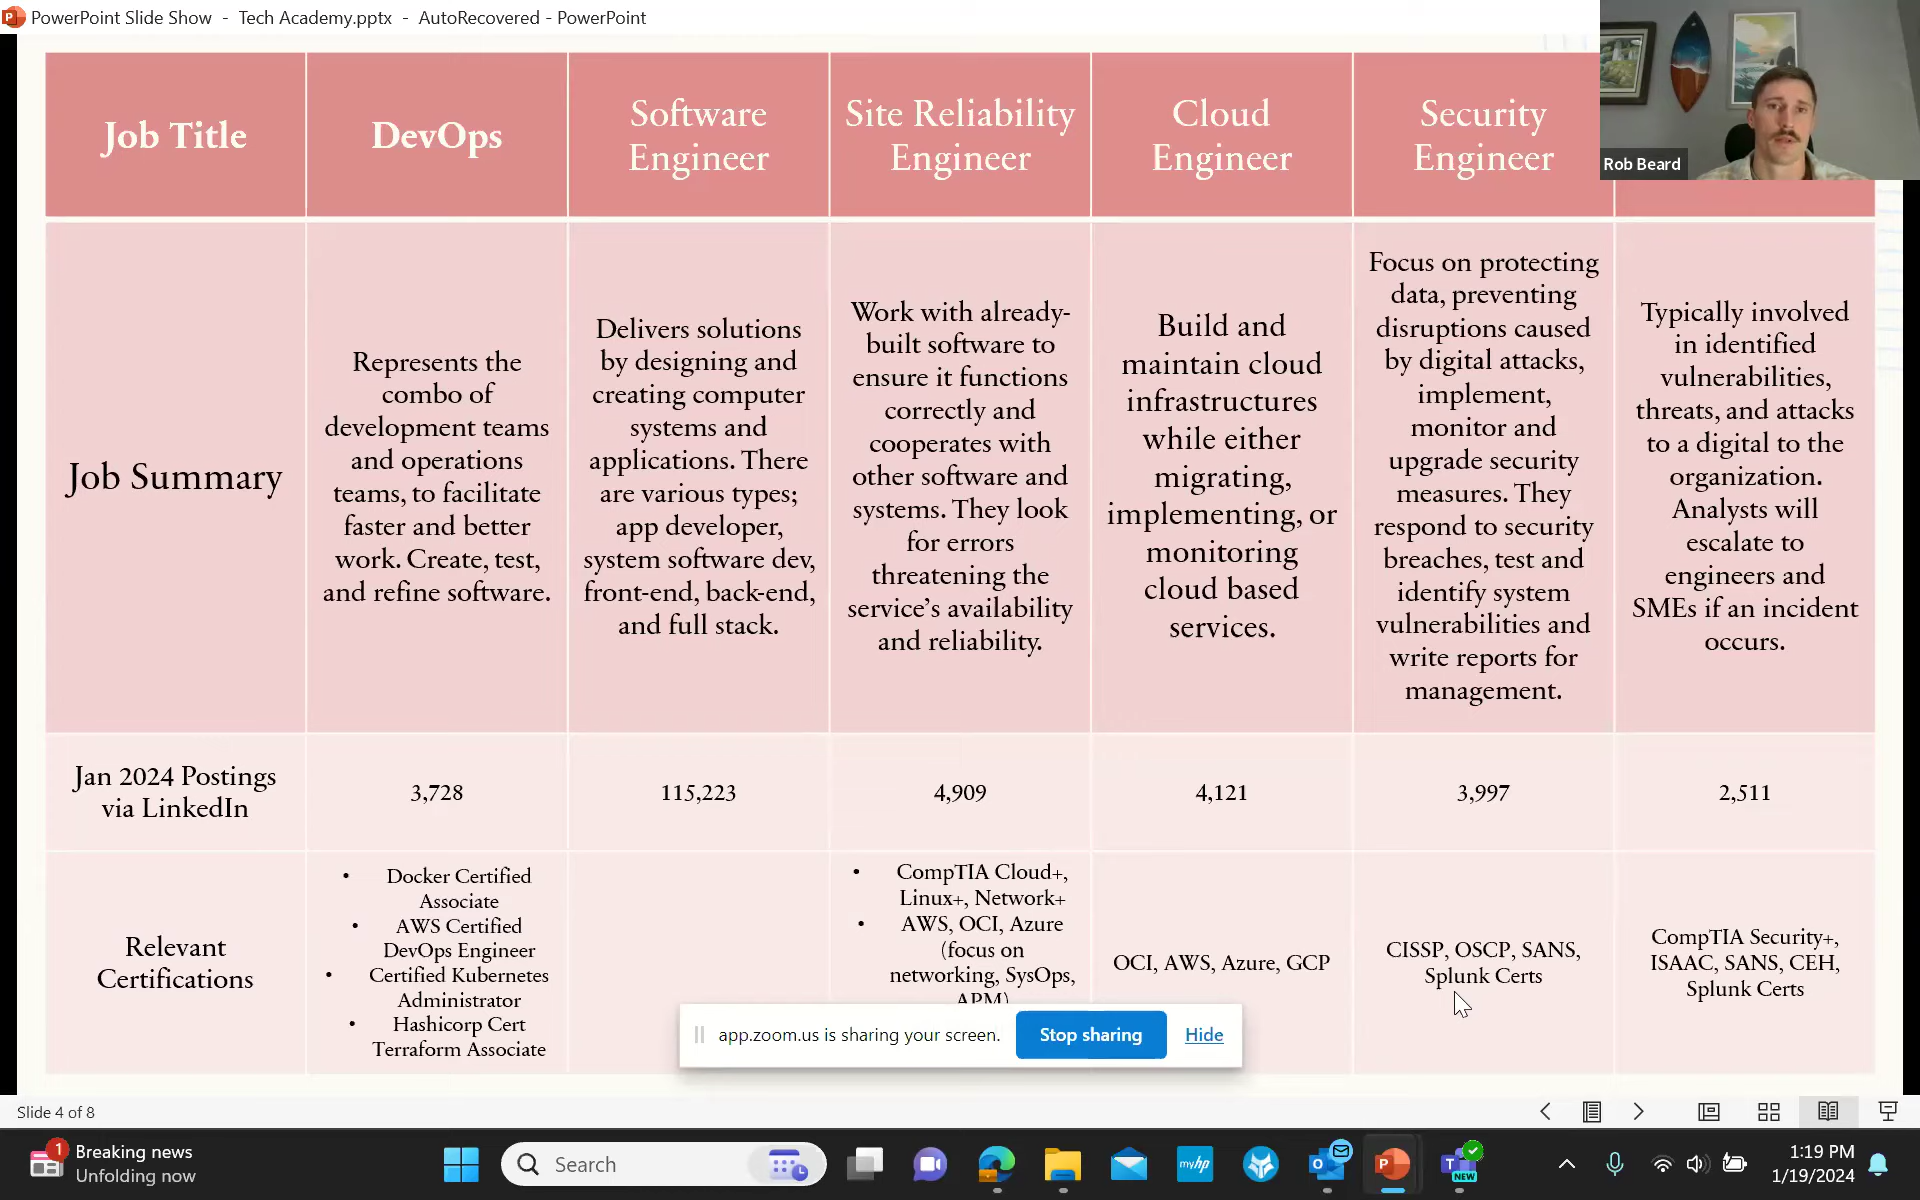 PowerPoint Slide Show - Tech Academy.pptx - AutoRecovered - PowerPoint
Rob Beard
Job Title
DevOps
Software
Engineer
Site Reliability
Engineer
Cloud
Engineer
Security
Engineer
Job Summary
Represents the
combo of
development teams
and operations
teams, to facilitate
faster and better
work. Create, test,
and refine software.
Delivers solutions
by designing and
creating computer
systems and
applications. There
are various types;
app developer,
system software dev,
front-end, back-end,
and full stack.
Work with already-
built software to
ensure it functions
correctly and
cooperates with
other software and
systems. They look
for errors
threatening the
service’s availability
and reliability.
Build and
maintain cloud
infrastructures
while either
migrating,
implementing, or
monitoring
cloud based
services.
Focus on protecting
data, preventing
disruptions caused
by digital attacks,
implement,
monitor and
upgrade security
measures. They
respond to security
breaches, test and
identify system
vulnerabilities and
write reports for
management.
Typically involved
in identified
vulnerabilities,
threats, and attacks
to a digital to the
organization.
Analysts will
escalate to
engineers and
SMEs if an incident
occurs.
Jan 2024 Postings
via LinkedIn
3,728
115,223
4,909
4,121
3,997
2,511
Relevant
Certifications
• Docker Certified
Associate
• AWS Certified
DevOps Engineer
• Certified Kubernetes
Administrator
• Hashicorp Cert
Terraform Associate
• CompTIA Cloud+,
Linux+, Network+
• AWS, OCI, Azure
(focus on
networking, SysOps,
APM)
OCI, AWS, Azure, GCP
CISSP, OSCP, SANS,
Splunk Certs
CompTIA Security+,
ISAAC, SANS, CEH,
Splunk Certs
app.zoom.us is sharing your screen. Stop sharing Hide
Slide 4 of 8
1
Breaking news
Unfolding now
Search
myhp
NEW
1:19 PM
1/19/2024